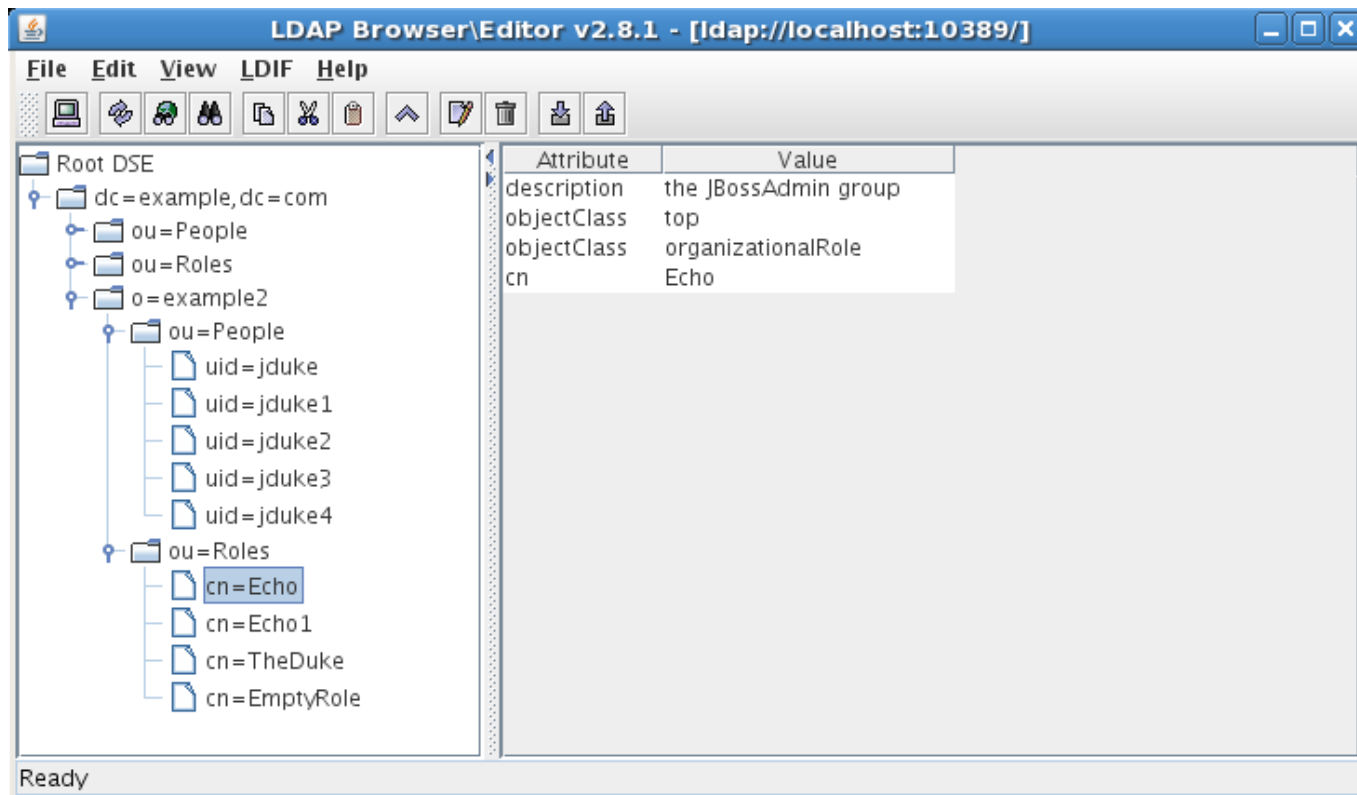 LDAP Browser\Editor v2.8.1 - [ldap://localhost:10389/]
File Edit View LDIF Help
Root DSE
dc=example,dc=com
ou=People
ou=Roles
o=example2
ou=People
uid=jduke
uid=jduke1
uid=jduke2
uid=jduke3
uid=jduke4
ou=Roles
cn=Echo
cn=Echo1
cn=TheDuke
cn=EmptyRole
Attribute Value
description the JBossAdmin group
objectClass top
objectClass organizationalRole
cn Echo
Ready